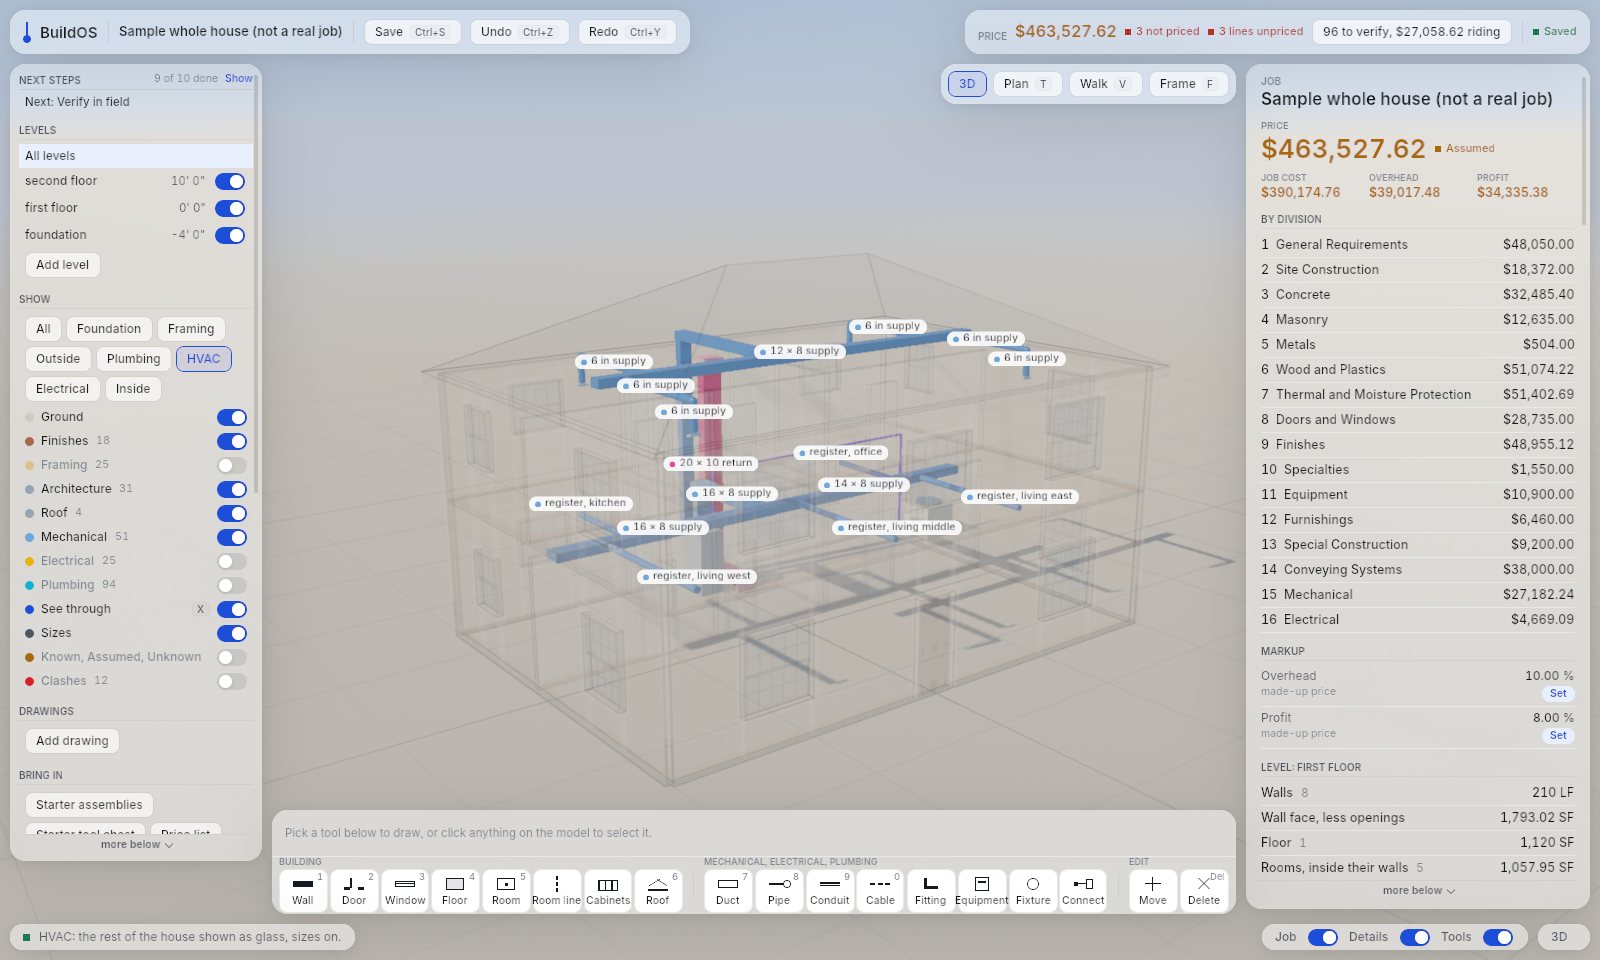 BuildOS Sample whole house (not a real job) Save Ctrl+S Undo Ctrl+Z Redo Ctrl+Y
PRICE $463,527.62 3 not priced 3 lines unpriced 96 to verify, $27,058.62 riding Saved
NEXT STEPS 9 of 10 done Show
Next: Verify in field
LEVELS
All levels
second floor 10' 0"
first floor 0' 0"
foundation -4' 0"
Add level
SHOW
All Foundation Framing
Outside Plumbing HVAC
Electrical Inside
Ground
Finishes 18
Framing 25
Architecture 31
Roof 4
Mechanical 51
Electrical 25
Plumbing 94
See through X
Sizes
Known, Assumed, Unknown
Clashes 12
DRAWINGS
Add drawing
BRING IN
Starter assemblies
Starter tool chest Price list
more below
3D Plan T Walk V Frame F
6 in supply
6 in supply
12 × 8 supply
6 in supply
6 in supply
6 in supply
6 in supply
register, office
20 × 10 return
14 × 8 supply
16 × 8 supply
register, living east
register, kitchen
16 × 8 supply
register, living middle
register, living west
JOB
Sample whole house (not a real job)
PRICE
$463,527.62 Assumed
JOB COST OVERHEAD PROFIT
$390,174.76 $39,017.48 $34,335.38
BY DIVISION
1 General Requirements $48,050.00
2 Site Construction $18,372.00
3 Concrete $32,485.40
4 Masonry $12,635.00
5 Metals $504.00
6 Wood and Plastics $51,074.22
7 Thermal and Moisture Protection $51,402.69
8 Doors and Windows $28,735.00
9 Finishes $48,955.12
10 Specialties $1,550.00
11 Equipment $10,900.00
12 Furnishings $6,460.00
13 Special Construction $9,200.00
14 Conveying Systems $38,000.00
15 Mechanical $27,182.24
16 Electrical $4,669.09
MARKUP
Overhead 10.00 %
made-up price Set
Profit 8.00 %
made-up price Set
LEVEL: FIRST FLOOR
Walls 8 210 LF
Wall face, less openings 1,793.02 SF
Floor 1 1,120 SF
Rooms, inside their walls 5 1,057.95 SF
more below
Pick a tool below to draw, or click anything on the model to select it.
BUILDING MECHANICAL, ELECTRICAL, PLUMBING EDIT
1 2 3 4 5 6 7 8 9 0 Del
Wall Door Window Floor Room Room line Cabinets Roof Duct Pipe Conduit Cable Fitting Equipment Fixture Connect Move Delete
HVAC: the rest of the house shown as glass, sizes on.
Job Details Tools 3D